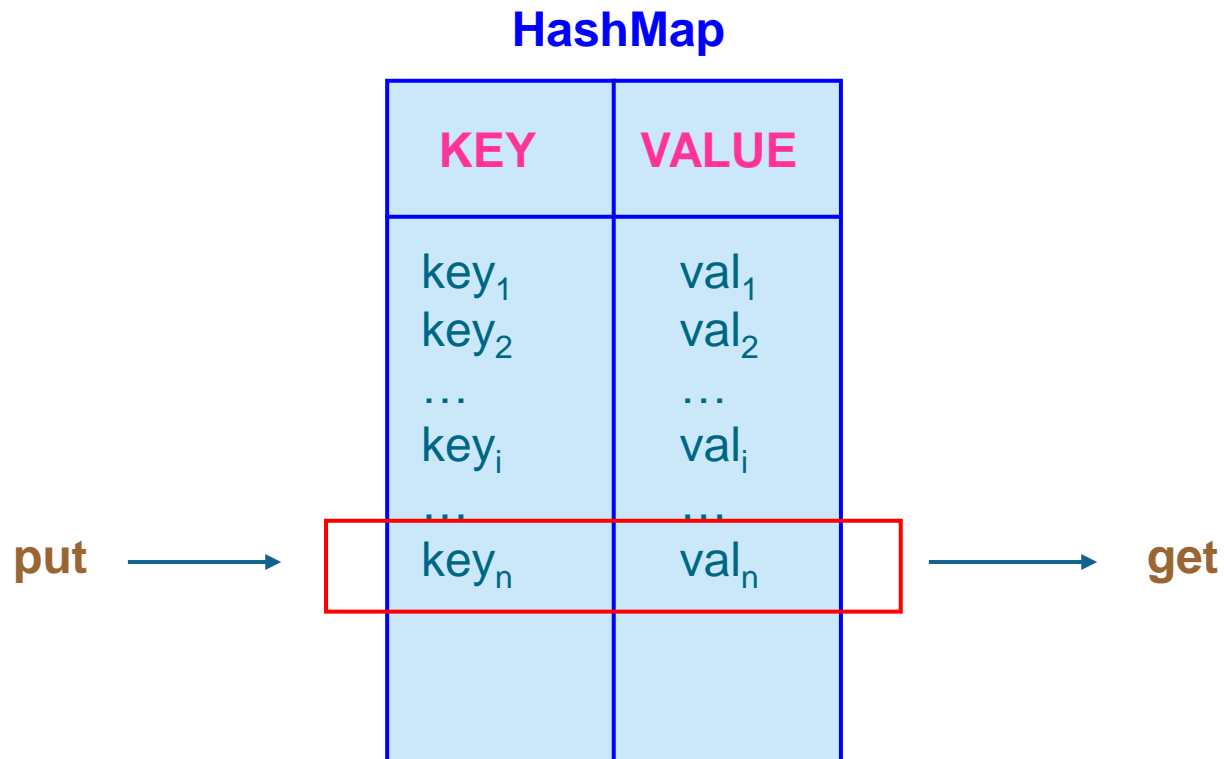 HashMap
KEY VALUE
key₁ val₁
key₂ val₂
… …
keyᵢ valᵢ
… …
put keyₙ valₙ get